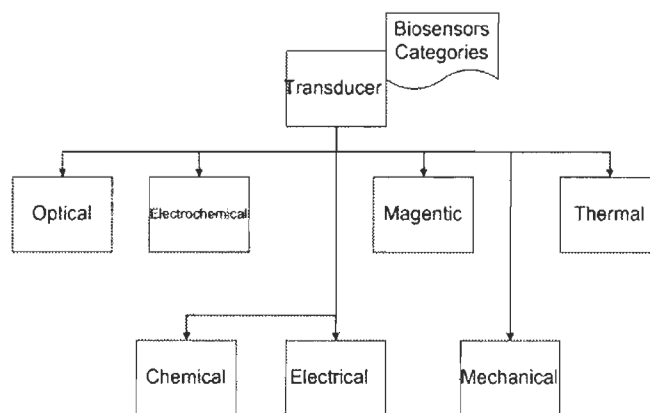 Biosensors
Categories
Transducer
Optical
Electrochemical
Magentic
Thermal
Chemical
Electrical
Mechanical